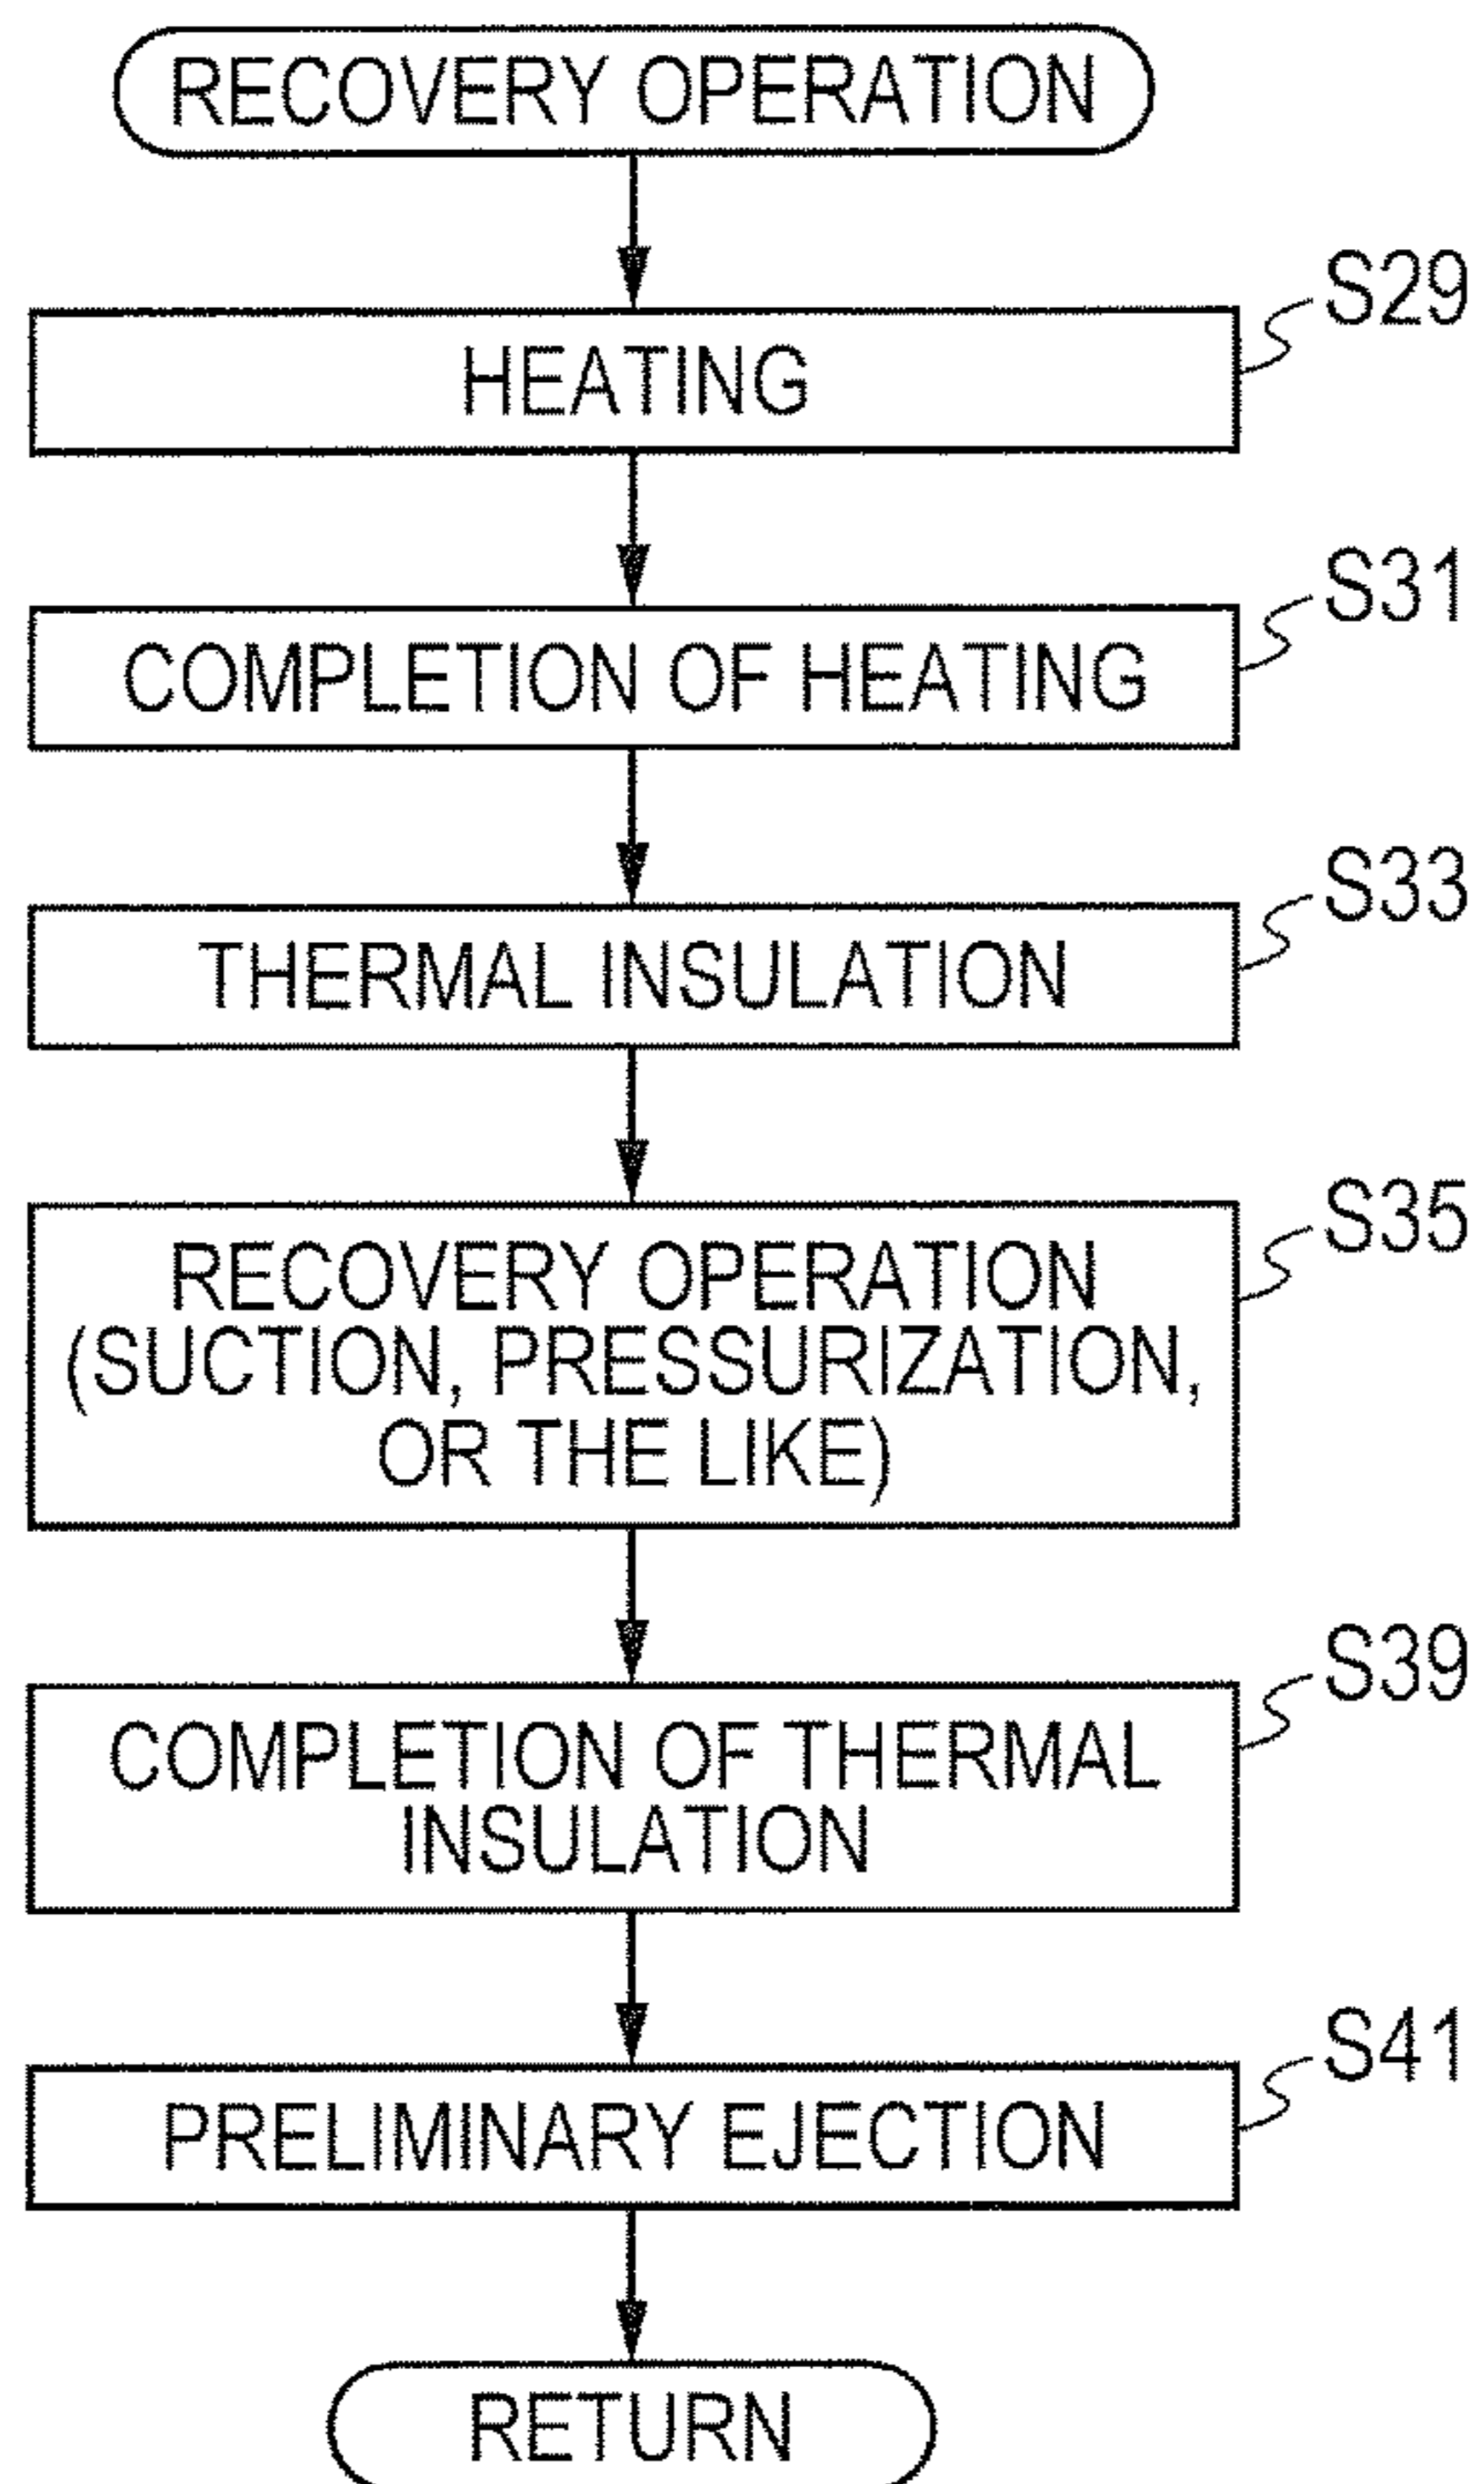 RECOVERY OPERATION
S29
HEATING
S31
COMPLETION OF HEATING
S33
THERMAL INSULATION
S35
RECOVERY OPERATION
(SUCTION, PRESSURIZATION,
OR THE LIKE)
S39
COMPLETION OF THERMAL
INSULATION
S41
PRELIMINARY EJECTION
RETURN